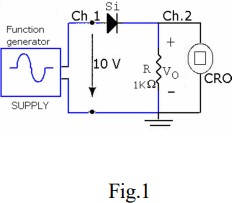 Si
Ch.1
Ch.2
Function
generator
+
10 V
R
Vo
1KΩ
-
CRO
SUPPLY
Fig.1